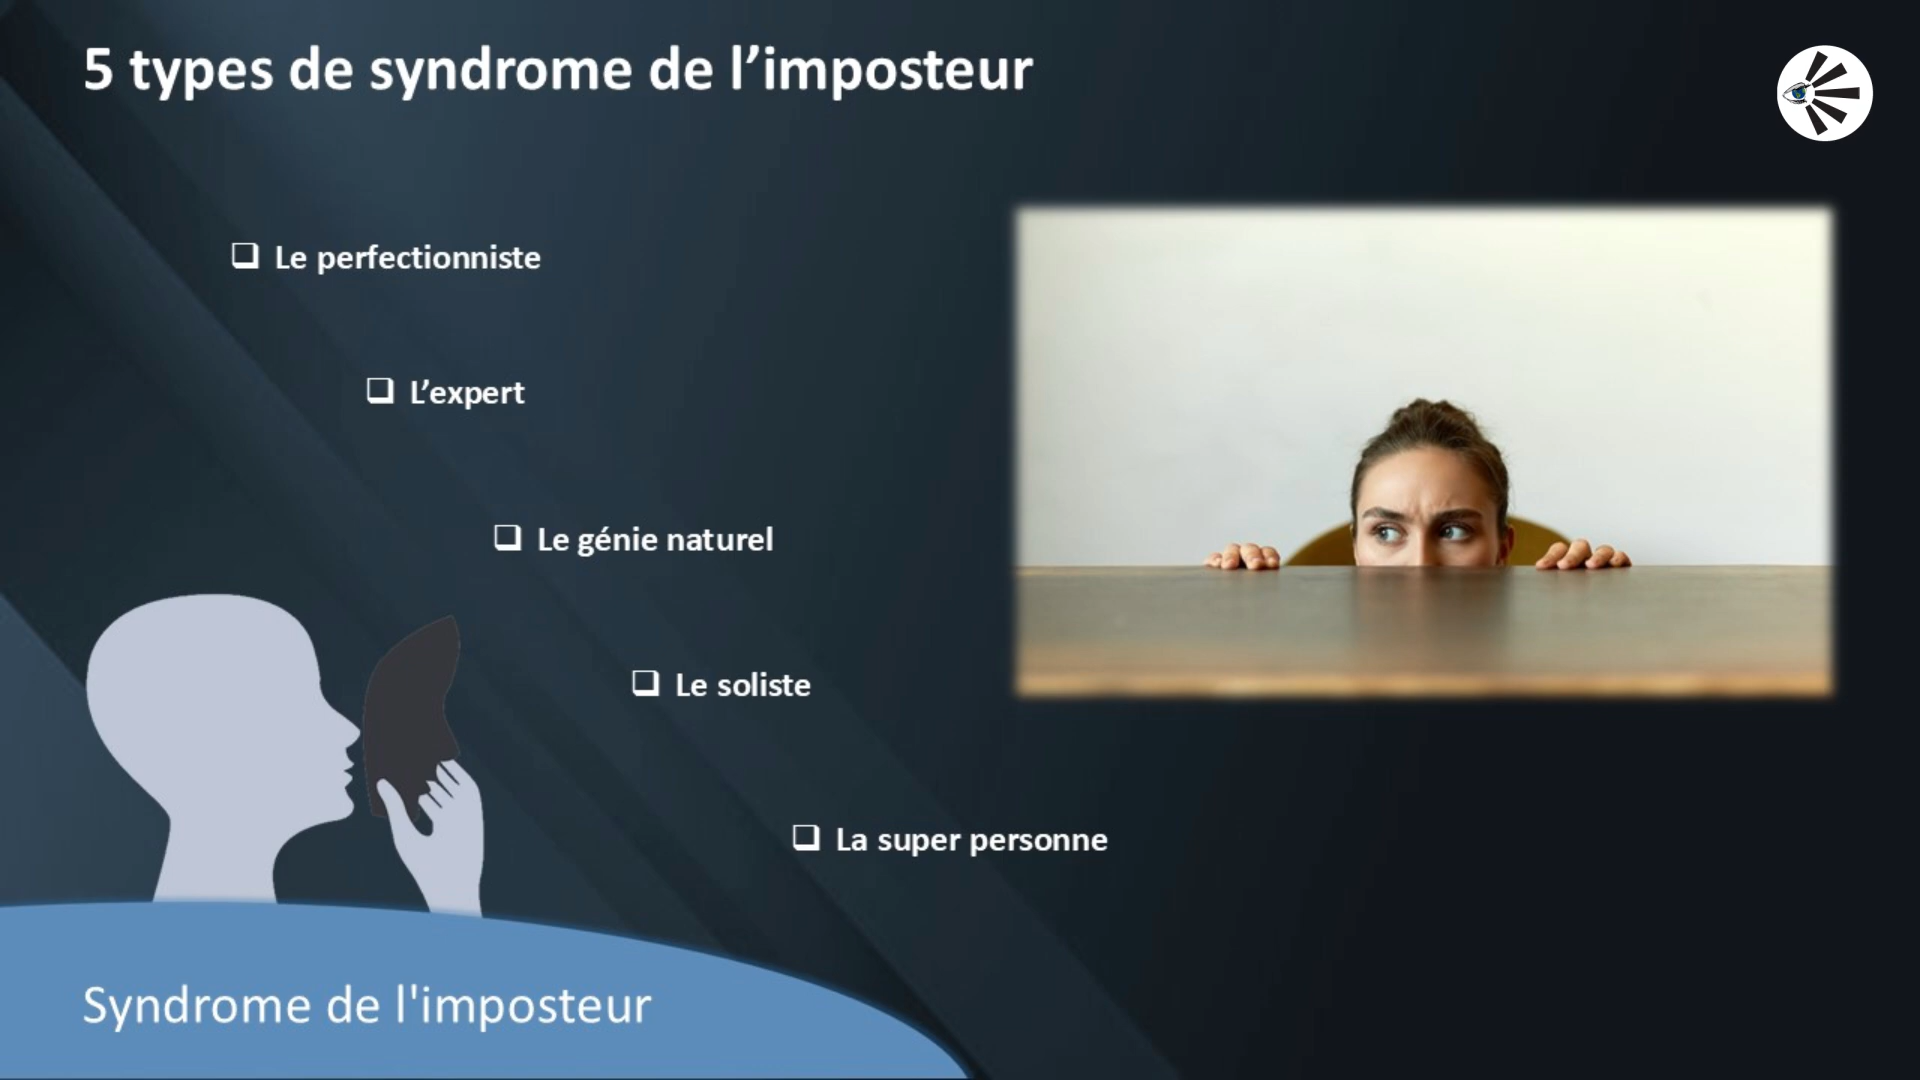 5 types de syndrome de l’imposteur
Le perfectionniste
L’expert
Le génie naturel
Le soliste
La super personne
Syndrome de l'imposteur